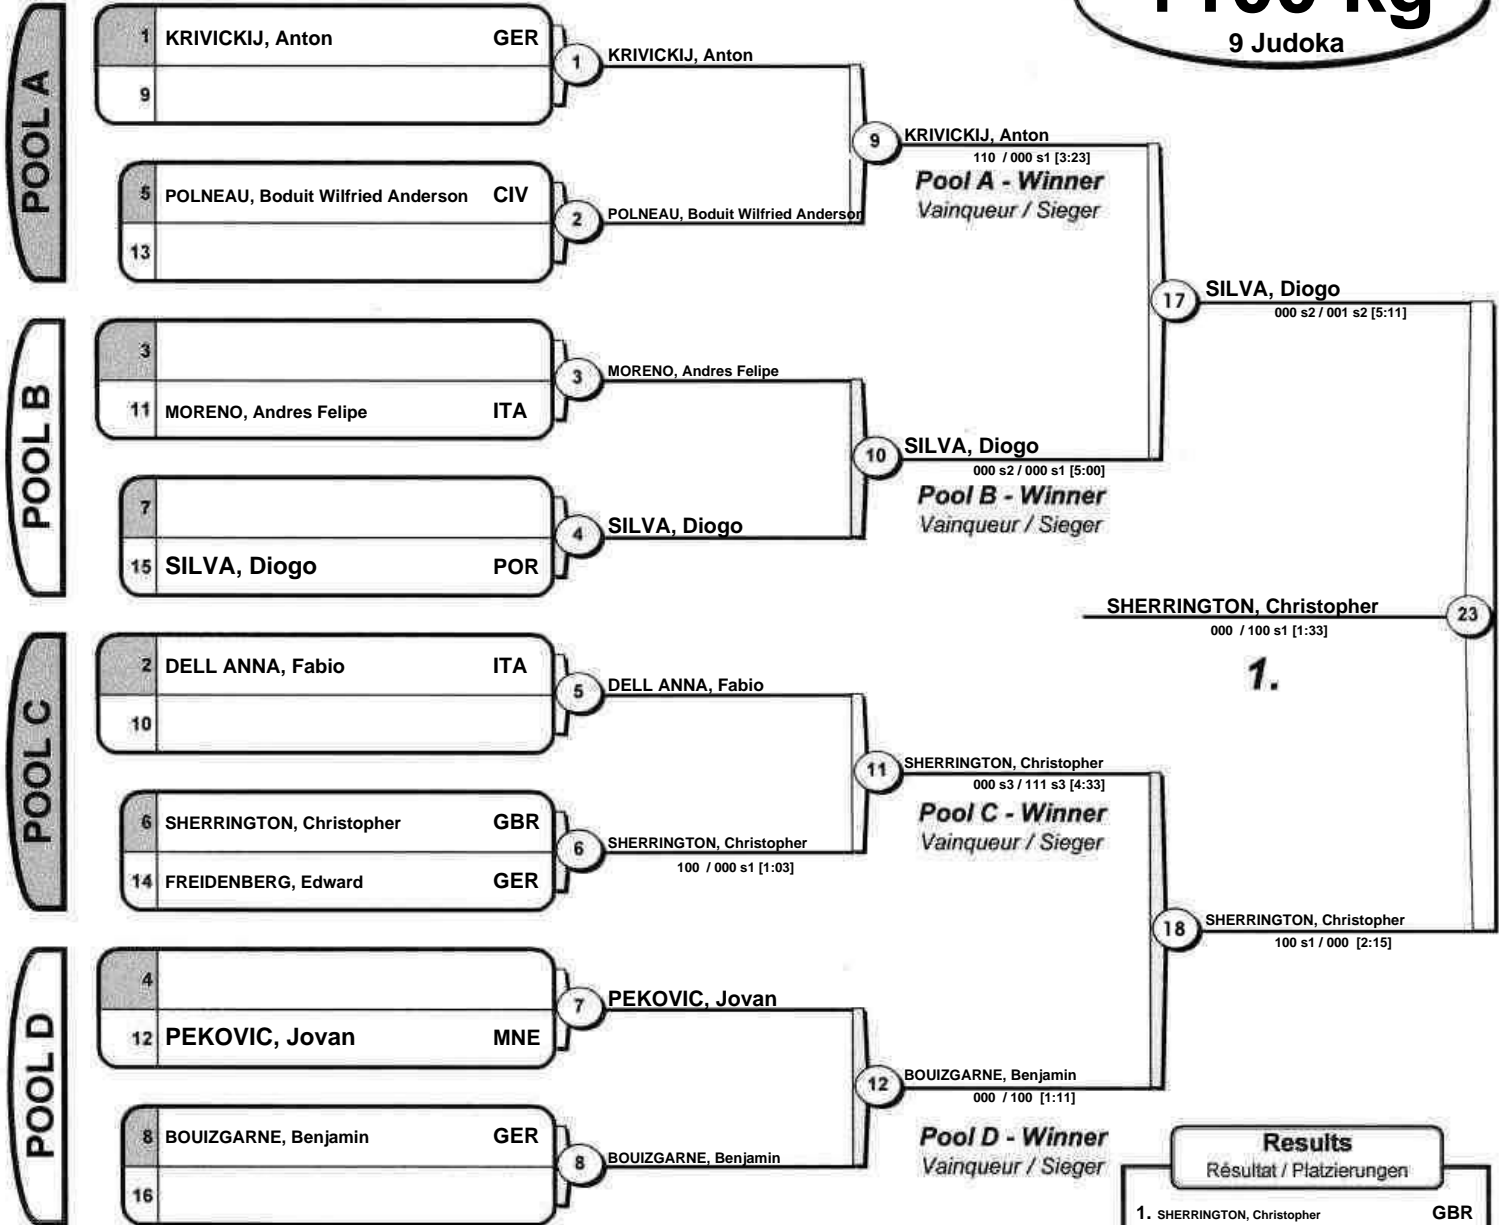 +100 kg
9 Judoka
POOL A
1 KRIVICKIJ, Anton GER
9
1 KRIVICKIJ, Anton
5 POLNEAU, Boduit Wilfried Anderson CIV
13
2 POLNEAU, Boduit Wilfried Anderson
9 KRIVICKIJ, Anton
110 / 000 s1 [3:23]
Pool A - Winner
Vainqueur / Sieger
POOL B
3
11 MORENO, Andres Felipe ITA
3 MORENO, Andres Felipe
7
15 SILVA, Diogo POR
4 SILVA, Diogo
10 SILVA, Diogo
000 s2 / 000 s1 [5:00]
Pool B - Winner
Vainqueur / Sieger
17 SILVA, Diogo
000 s2 / 001 s2 [5:11]
POOL C
2 DELL ANNA, Fabio ITA
10
5 DELL ANNA, Fabio
6 SHERRINGTON, Christopher GBR
14 FREIDENBERG, Edward GER
6 SHERRINGTON, Christopher
100 / 000 s1 [1:03]
11 SHERRINGTON, Christopher
000 s3 / 111 s3 [4:33]
Pool C - Winner
Vainqueur / Sieger
POOL D
4
12 PEKOVIC, Jovan MNE
7 PEKOVIC, Jovan
8 BOUIZGARNE, Benjamin GER
16
8 BOUIZGARNE, Benjamin
12 BOUIZGARNE, Benjamin
000 / 100 [1:11]
Pool D - Winner
Vainqueur / Sieger
18 SHERRINGTON, Christopher
100 s1 / 000 [2:15]
SHERRINGTON, Christopher 23
000 / 100 s1 [1:33]
1.
Results
Résultat / Platzierungen
1. SHERRINGTON, Christopher GBR